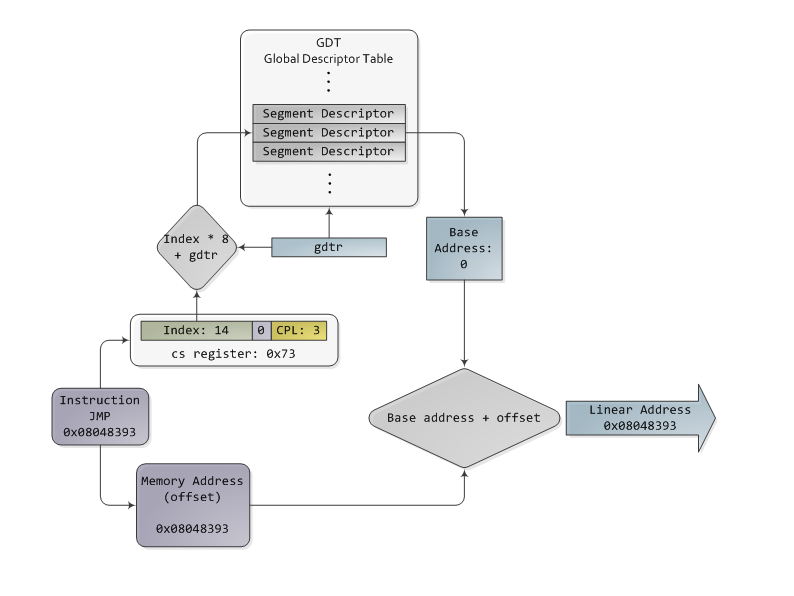 GDT
Global Descriptor Table
Segment Descriptor
Segment Descriptor
Segment Descriptor
Index * 8
+ gdtr
gdtr
Base
Address:
0
Index: 14
0
CPL: 3
cs register: 0x73
Instruction
JMP
0x08048393
Base address + offset
Linear Address
0x08048393
Memory Address
(offset)
0x08048393